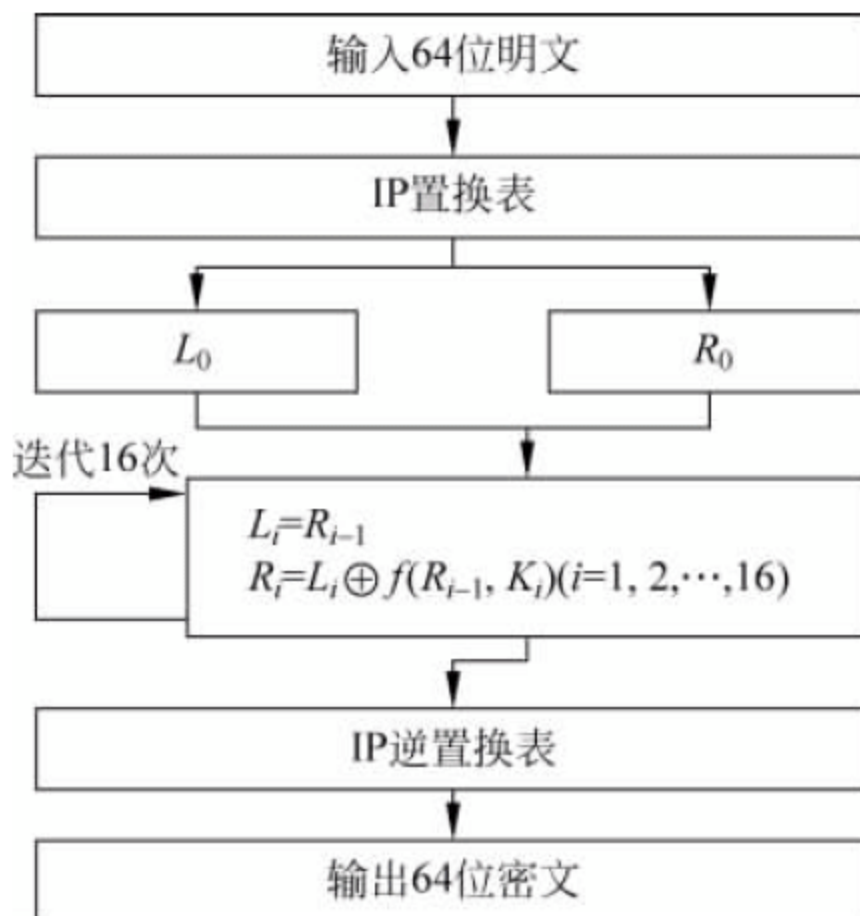 输入64位明文
IP置换表
L₀
R₀
迭代16次
Lᵢ=Rᵢ₋₁
Rᵢ=Lᵢ⊕f(Rᵢ₋₁, Kᵢ)(i=1, 2,⋯,16)
IP逆置换表
输出64位密文